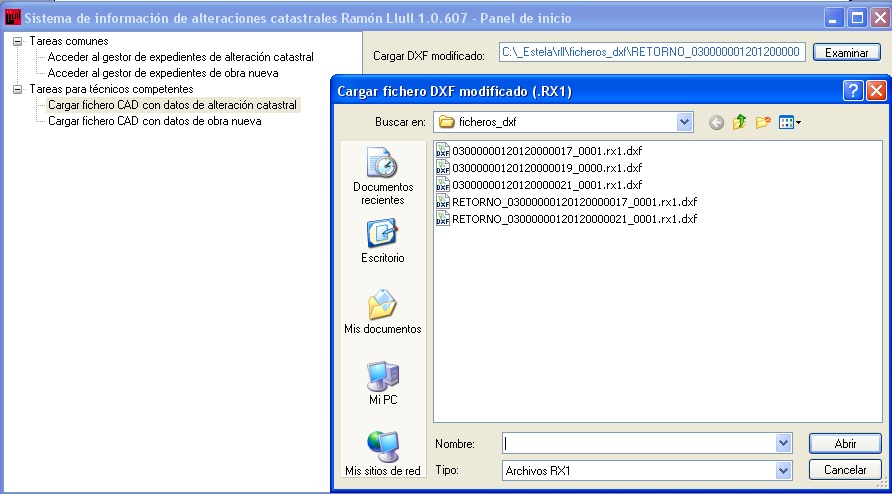 Sistema de información de alteraciones catastrales Ramón Llull 1.0.607 - Panel de inicio
Tareas comunes
Acceder al gestor de expedientes de alteración catastral
Acceder al gestor de expedientes de obra nueva
Tareas para técnicos competentes
Cargar fichero CAD con datos de alteración catastral
Cargar fichero CAD con datos de obra nueva
Cargar DXF modificado: C:\_Estela\rll\ficheros_dxf\RETORNO_030000001201200000 Examinar
Cargar fichero DXF modificado (.RX1)
Buscar en: ficheros_dxf
Documentos
recientes
Escritorio
Mis documentos
Mi PC
Mis sitios de red
DXF 03000000120120000017_0001.rx1.dxf
DXF 03000000120120000019_0000.rx1.dxf
DXF 03000000120120000021_0001.rx1.dxf
DXF RETORNO_03000000120120000017_0001.rx1.dxf
DXF RETORNO_03000000120120000021_0001.rx1.dxf
Nombre: Abrir
Tipo: Archivos RX1 Cancelar